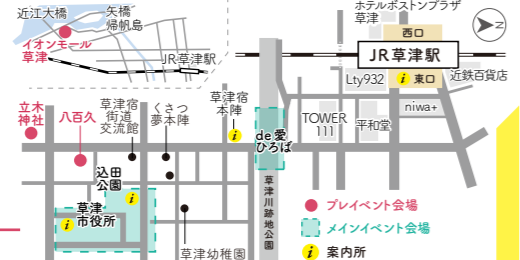 近江大橋
矢橋
帰帆島
イオンモール
草津
JR草津駅
ホテルボストンプラザ
草津
西口
JR草津駅
Lty932
i 東口
近鉄百貨店
N
立木
神社
八百久
草津宿
街道
交流館
くさつ
夢本陣
草津宿
本陣
i
de愛
ひろば
TOWER
111
平和堂
niwa+
込田
公園
i
草津
市役所
i
草津川跡地公園
草津幼稚園
プレイベント会場
メインイベント会場
i 案内所